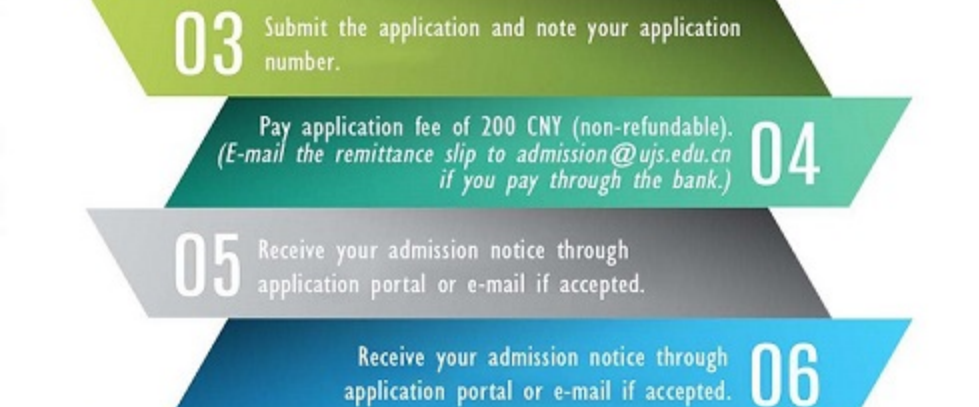 03
Submit the application and note your application
number.
Pay application fee of 200 CNY (non-refundable).
(E-mail the remittance slip to admission@ujs.edu.cn
if you pay through the bank.)
04
05
Receive your admission notice through
application portal or e-mail if accepted.
Receive your admission notice through
application portal or e-mail if accepted.
06